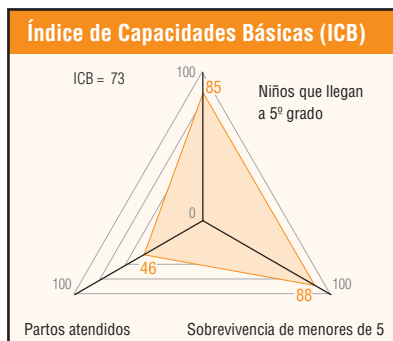 Índice de Capacidades Básicas (ICB)
ICB = 73
100
85
Niños que llegan
a 5º grado
0
46
100
88
100
Partos atendidos
Sobrevivencia de menores de 5